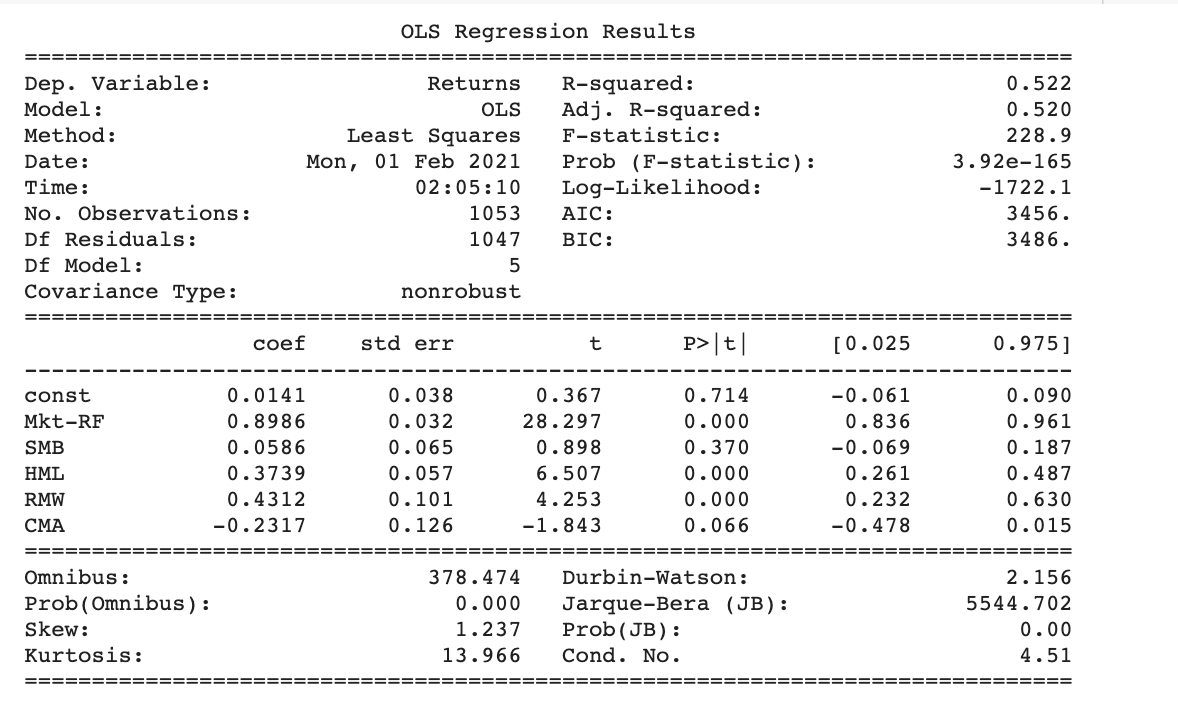 OLS Regression Results
==============================================================================
Dep. Variable:                Returns   R-squared:                       0.522
Model:                            OLS   Adj. R-squared:                  0.520
Method:                 Least Squares   F-statistic:                     228.9
Date:                Mon, 01 Feb 2021   Prob (F-statistic):          3.92e-165
Time:                        02:05:10   Log-Likelihood:                -1722.1
No. Observations:                1053   AIC:                             3456.
Df Residuals:                    1047   BIC:                             3486.
Df Model:                           5
Covariance Type:            nonrobust
==============================================================================
                 coef    std err          t      P>|t|      [0.025      0.975]
------------------------------------------------------------------------------
const          0.0141      0.038      0.367      0.714      -0.061       0.090
Mkt-RF         0.8986      0.032     28.297      0.000       0.836       0.961
SMB            0.0586      0.065      0.898      0.370      -0.069       0.187
HML            0.3739      0.057      6.507      0.000       0.261       0.487
RMW            0.4312      0.101      4.253      0.000       0.232       0.630
CMA           -0.2317      0.126     -1.843      0.066      -0.478       0.015
==============================================================================
Omnibus:                      378.474   Durbin-Watson:                   2.156
Prob(Omnibus):                  0.000   Jarque-Bera (JB):             5544.702
Skew:                           1.237   Prob(JB):                         0.00
Kurtosis:                      13.966   Cond. No.                         4.51
==============================================================================